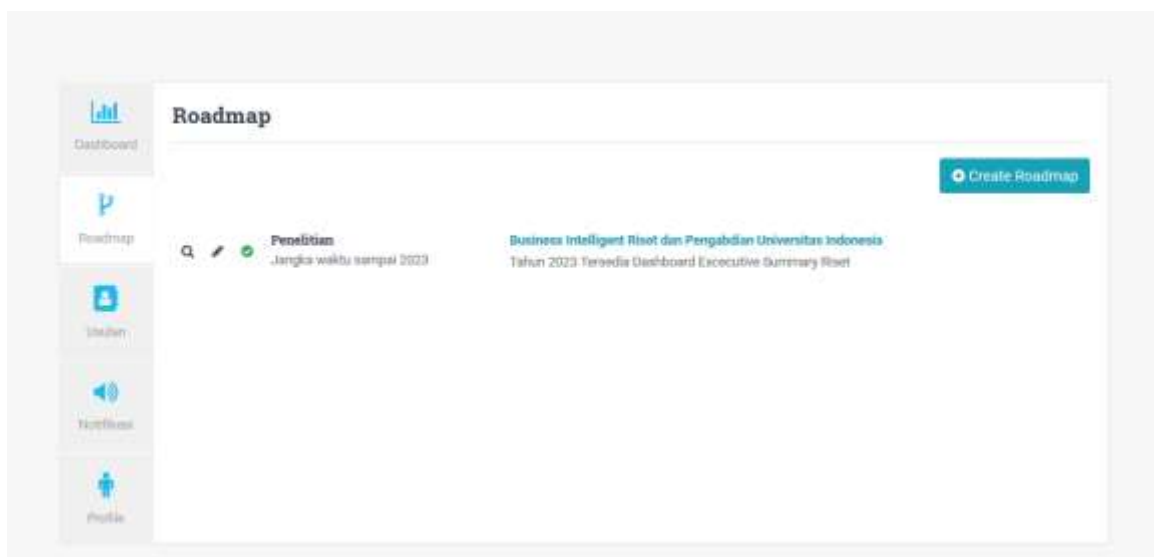 Dashboard
Roadmap
Usulan
Notifikasi
Profile
Roadmap
Create Roadmap
Penelitian
Jangka waktu sampai 2023
Business Intelligent Riset dan Pengabdian Universitas Indonesia
Tahun 2023 Tersedia Dashboard Excecutive Summary Riset